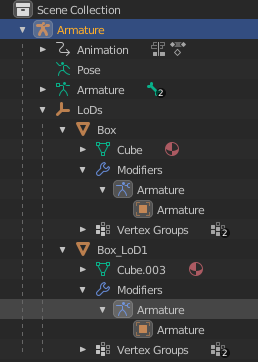 Scene Collection
Armature
Animation
Pose
Armature 2
LoDs
Box
Cube
Modifiers
Armature
Armature
Vertex Groups 2
Box_LoD1
Cube.003
Modifiers
Armature
Armature
Vertex Groups 2